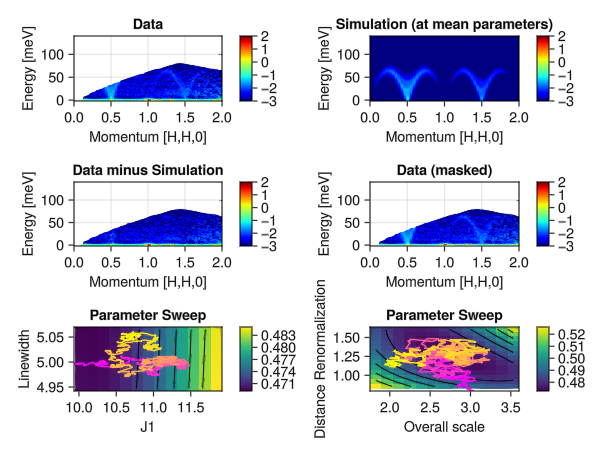 Data
Simulation (at mean parameters)
Energy [meV]
100
50
0
0.0 0.5 1.0 1.5 2.0
Momentum [H,H,0]
2
1
0
−1
−2
−3
Energy [meV]
100
50
0
0.0 0.5 1.0 1.5 2.0
Momentum [H,H,0]
2
1
0
−1
−2
−3
Data minus Simulation
Data (masked)
Energy [meV]
100
50
0
0.0 0.5 1.0 1.5 2.0
Momentum [H,H,0]
2
1
0
−1
−2
−3
Energy [meV]
100
50
0
0.0 0.5 1.0 1.5 2.0
Momentum [H,H,0]
2
1
0
−1
−2
−3
Parameter Sweep
Parameter Sweep
Linewidth
5.05
5.00
4.95
10.0 10.5 11.0 11.5
J1
0.483
0.480
0.477
0.474
0.471
Distance Renormalization
1.50
1.25
1.00
2.0 2.5 3.0 3.5
Overall scale
0.52
0.51
0.50
0.49
0.48